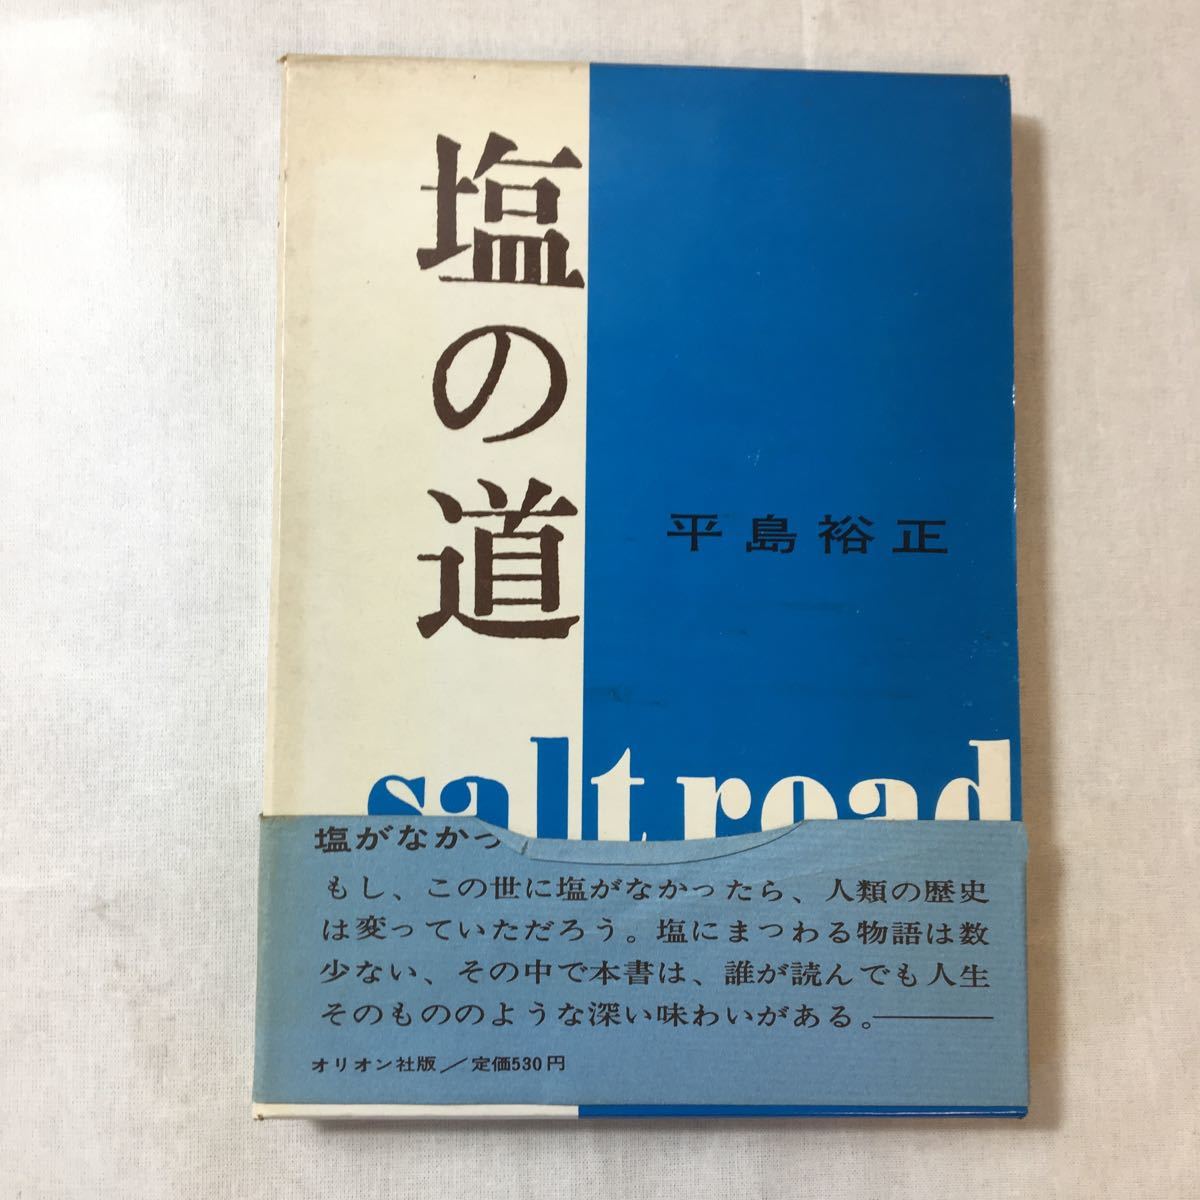 塩の道
平島裕正
salt road
塩がなかっ
もし、この世に塩がなかったら、人類の歴史
は変っていただろう。塩にまつわる物語は数
少ない、その中で本書は、誰が読んでも人生
そのもののような深い味わいがある。———
オリオン社版／定価530円